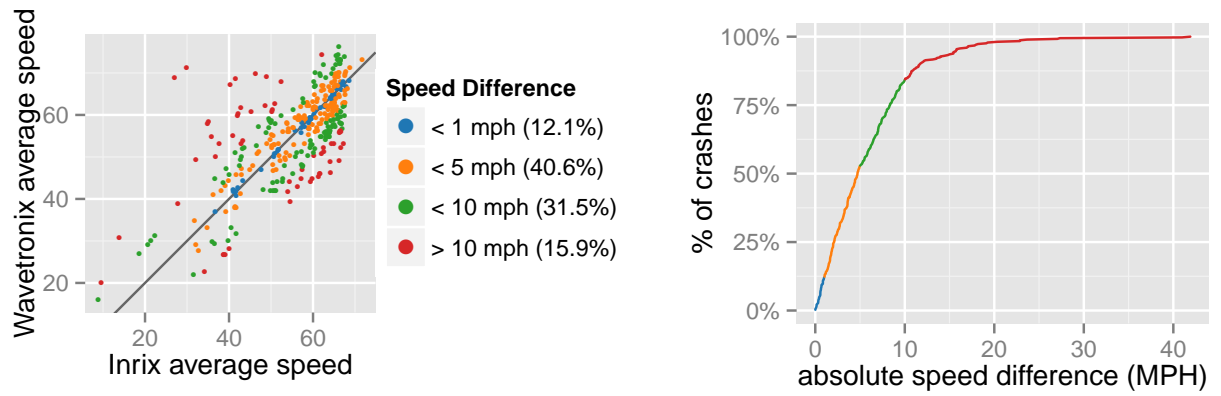 Wavetronix average speed
60
40
20
20 40 60
Inrix average speed
Speed Difference
< 1 mph (12.1%)
< 5 mph (40.6%)
< 10 mph (31.5%)
> 10 mph (15.9%)
% of crashes
100%
75%
50%
25%
0%
0 10 20 30 40
absolute speed difference (MPH)